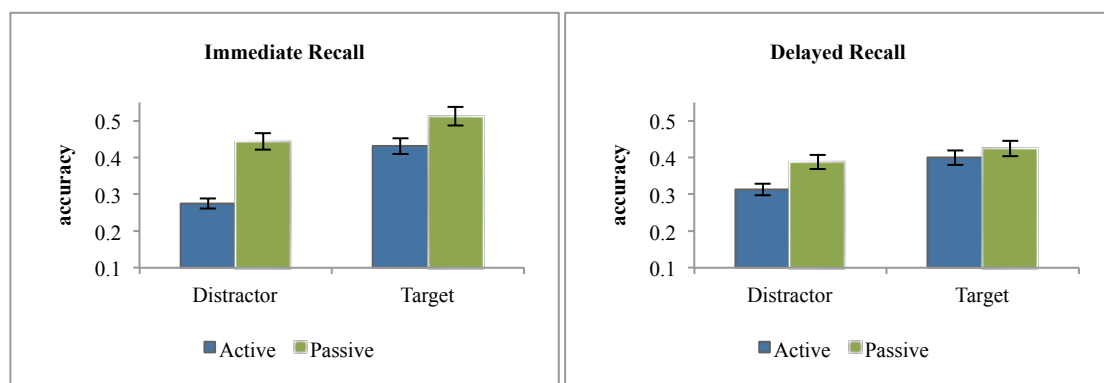 Immediate Recall
accuracy
0.5
0.4
0.3
0.2
0.1
Distractor Target
Active Passive
Delayed Recall
accuracy
0.5
0.4
0.3
0.2
0.1
Distractor Target
Active Passive